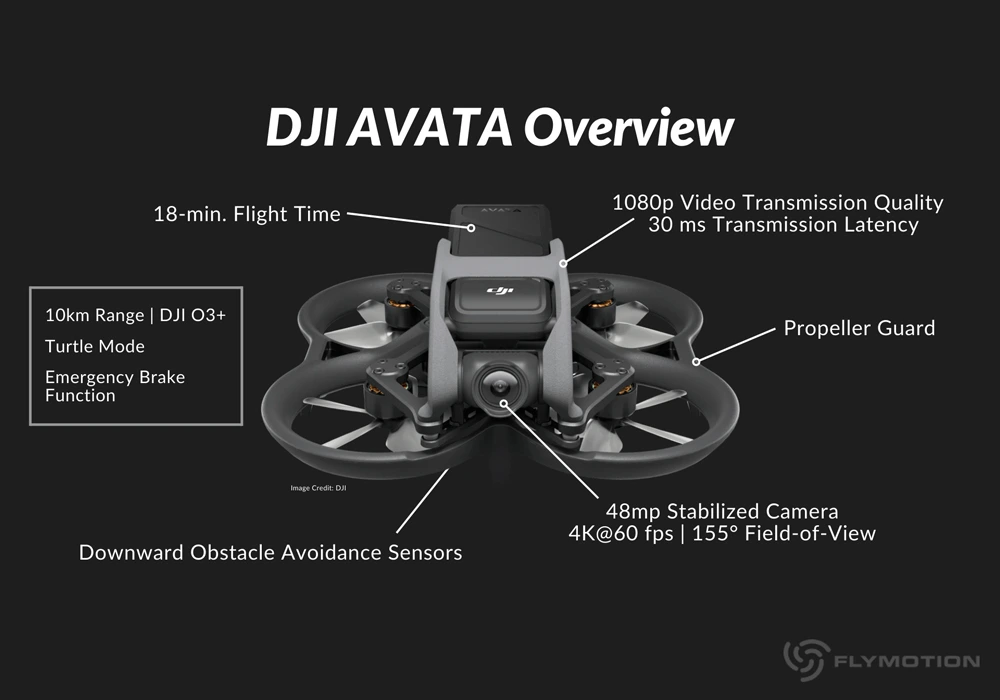 DJI AVATA Overview
18-min. Flight Time
1080p Video Transmission Quality
30 ms Transmission Latency
AVATA
dji
10km Range | DJI O3+
Turtle Mode
Emergency Brake
Function
Propeller Guard
Image Credit: DJI
48mp Stabilized Camera
4K@60 fps | 155° Field-of-View
Downward Obstacle Avoidance Sensors
FLYMOTION